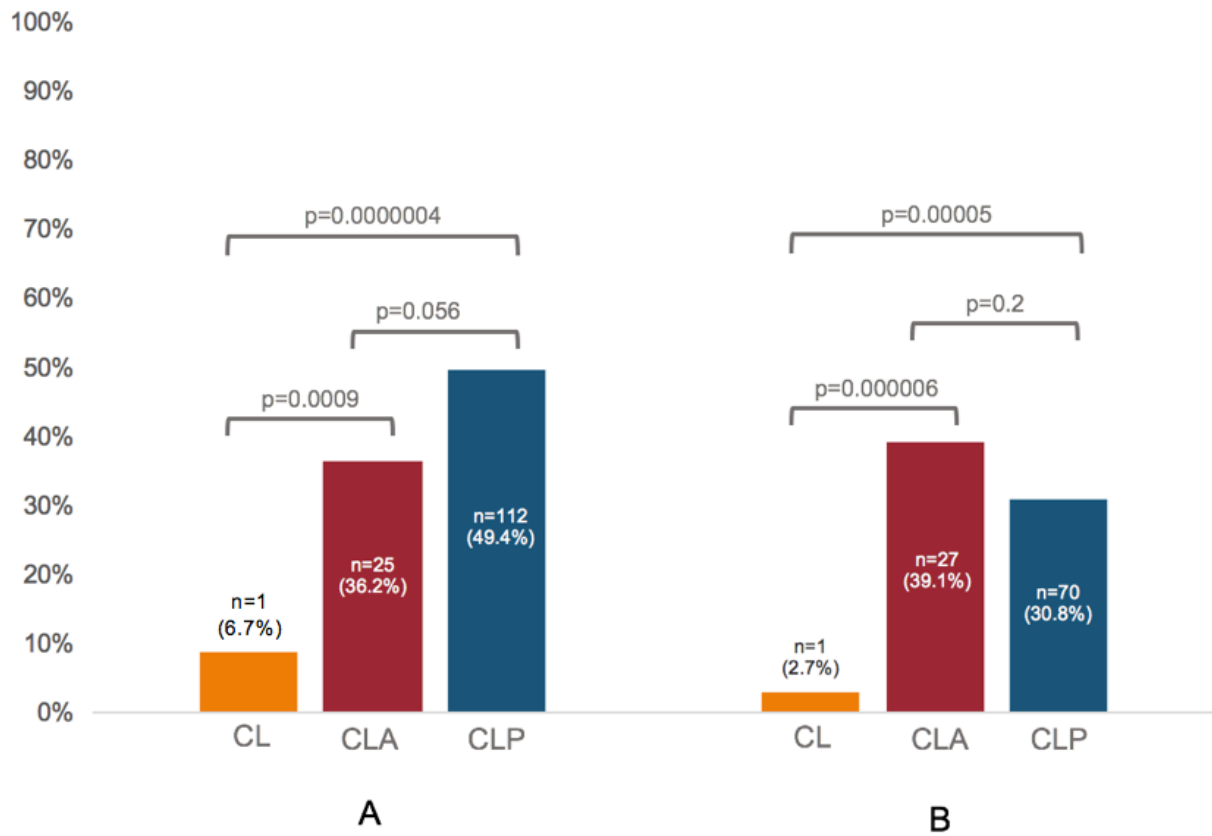 100%
90%
80%
70%
60%
50%
40%
30%
20%
10%
0%
p=0.0000004
p=0.056
p=0.0009
n=1
(6.7%)
n=25
(36.2%)
n=112
(49.4%)
CL
CLA
CLP
A
p=0.00005
p=0.2
p=0.000006
n=1
(2.7%)
n=27
(39.1%)
n=70
(30.8%)
CL
CLA
CLP
B